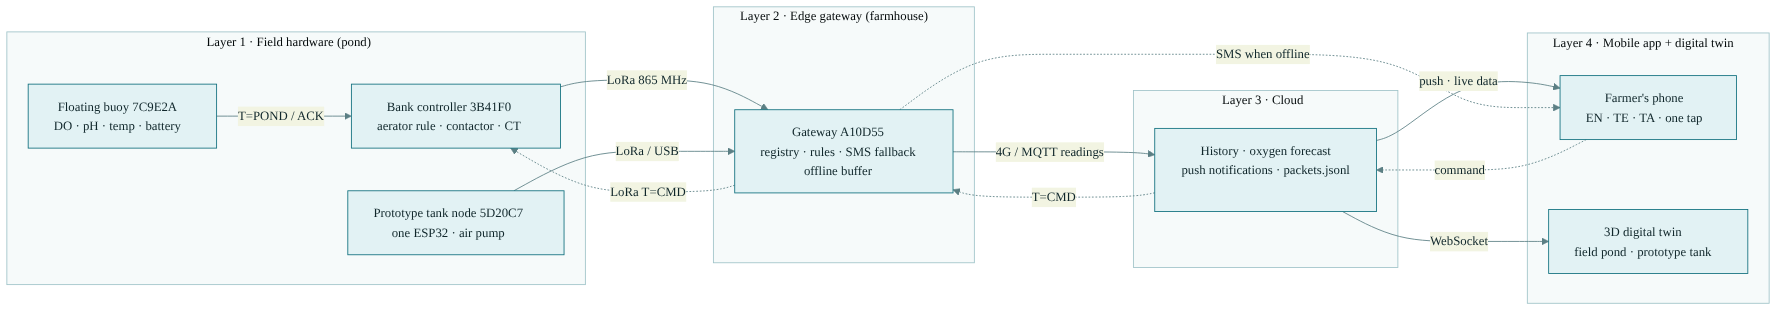 Layer 1 · Field hardware (pond)
Floating buoy 7C9E2A
DO · pH · temp · battery
T=POND / ACK
Bank controller 3B41F0
aerator rule · contactor · CT
Prototype tank node 5D20C7
one ESP32 · air pump
LoRa 865 MHz
LoRa / USB
LoRa T=CMD
Layer 2 · Edge gateway (farmhouse)
Gateway A10D55
registry · rules · SMS fallback
offline buffer
SMS when offline
4G / MQTT readings
T=CMD
Layer 3 · Cloud
History · oxygen forecast
push notifications · packets.jsonl
push · live data
command
WebSocket
Layer 4 · Mobile app + digital twin
Farmer's phone
EN · TE · TA · one tap
3D digital twin
field pond · prototype tank